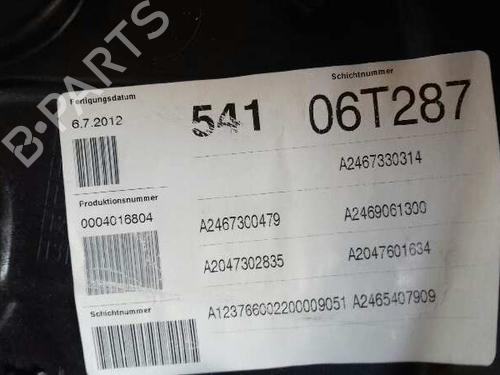 B-PARTS
Fertigungsdatum
6.7.2012
541
Schichtnummer
06T287
A2467330314
Produktionsnummer
0004016804
A2467300479
A2469061300
A2047302835
A2047601634
Schichtnummer
A123766002200009051
A2465407909